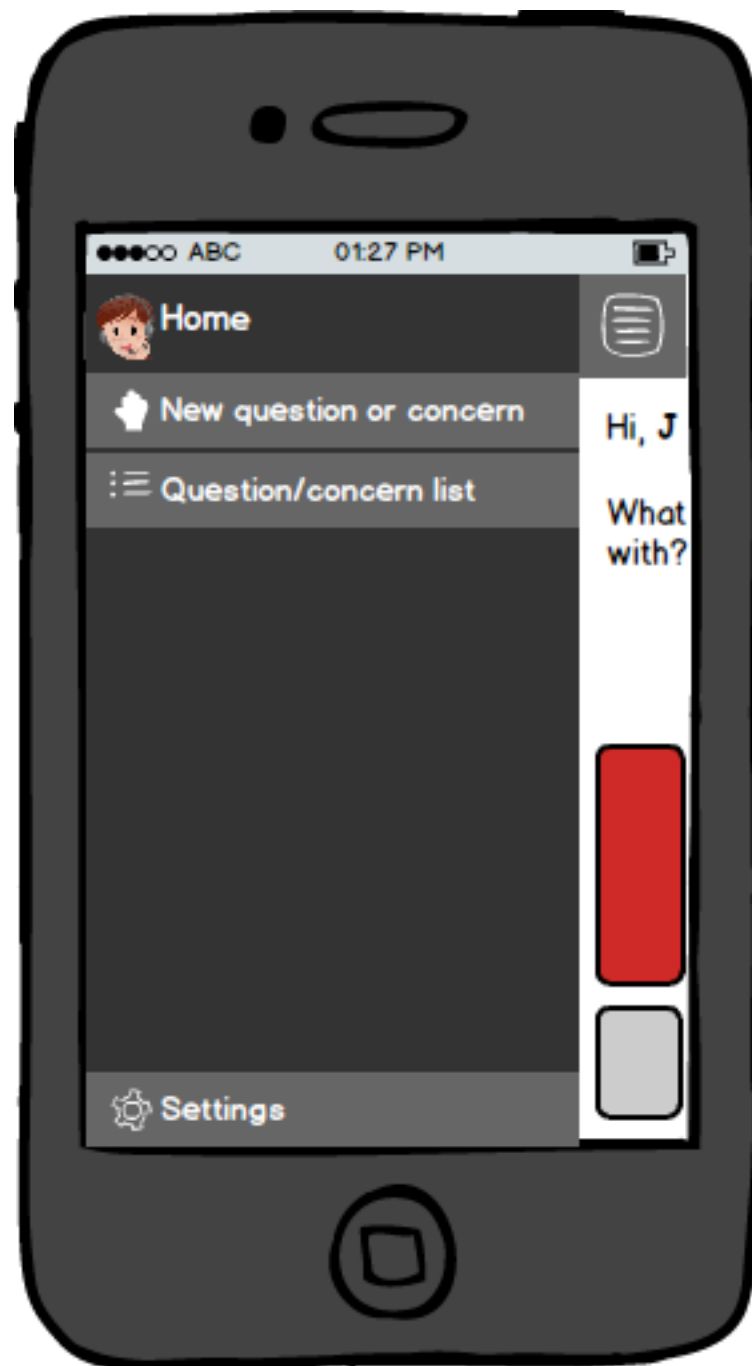 ABC 01:27 PM
Home
New question or concern
Question/concern list
Hi, J
What
with?
Settings